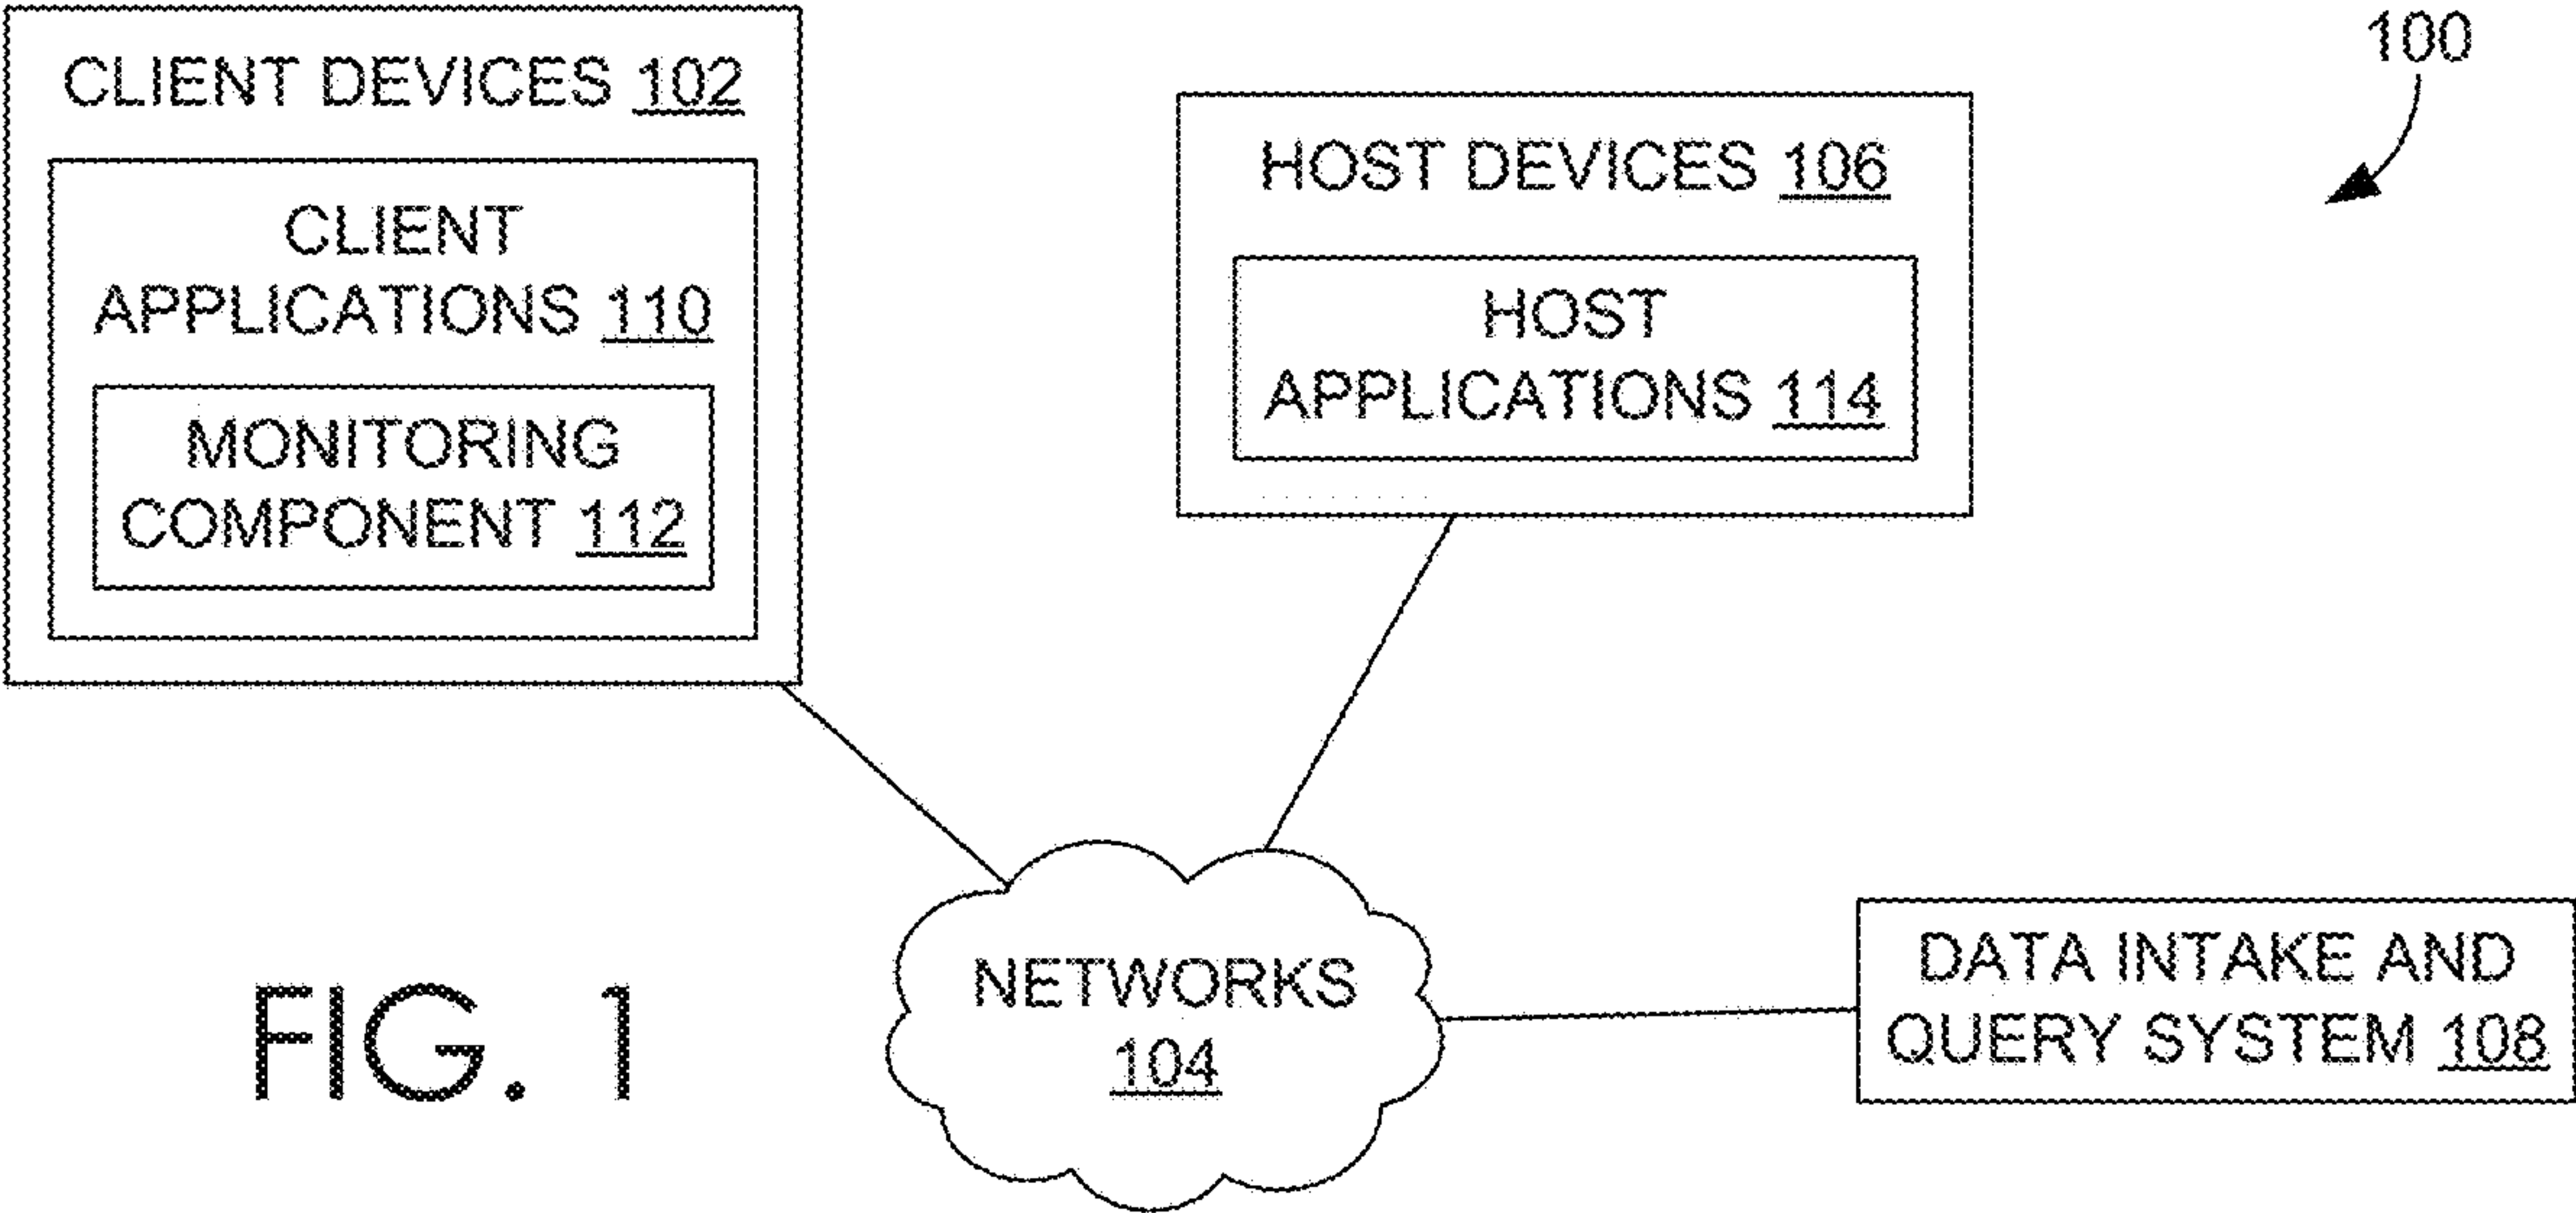 100
CLIENT DEVICES 102
CLIENT
APPLICATIONS 110
MONITORING
COMPONENT 112
HOST DEVICES 106
HOST
APPLICATIONS 114
NETWORKS
104
DATA INTAKE AND
QUERY SYSTEM 108
FIG. 1